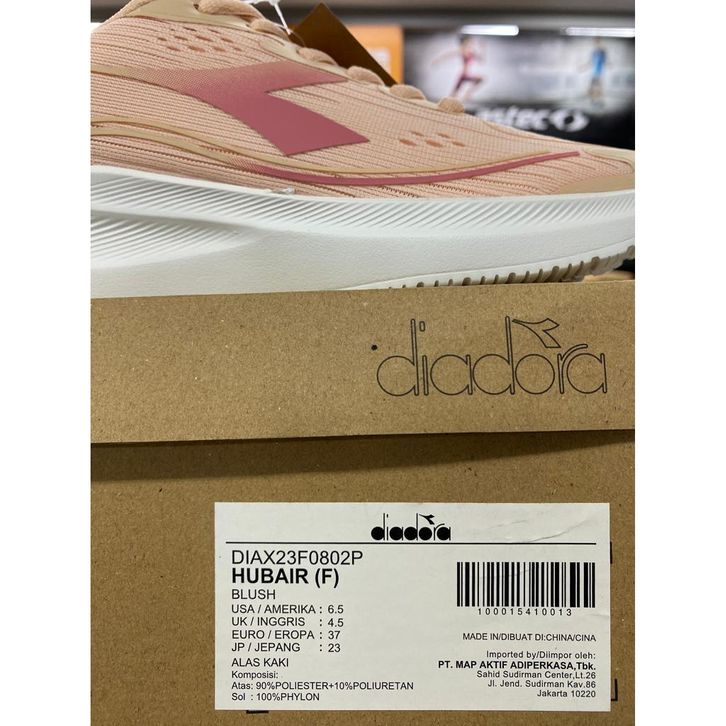 astec
diadora
diadora
DIAX23F0802P
HUBAIR (F)
BLUSH
USA / AMERIKA : 6.5
UK / INGGRIS : 4.5
EURO / EROPA : 37
JP / JEPANG : 23
ALAS KAKI
Komposisi:
Atas: 90%POLIESTER+10%POLIURETAN
Sol : 100%PHYLON
100015410013
MADE IN/DIBUAT DI:CHINA/CINA
Imported by/Diimpor oleh:
PT. MAP AKTIF ADIPERKASA,Tbk.
Sahid Sudirman Center,Lt.26
Jl. Jend. Sudirman Kav.86
Jakarta 10220